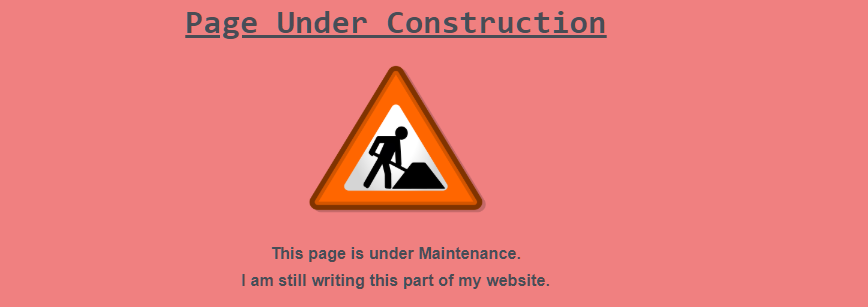 Page Under Construction
This page is under Maintenance.
I am still writing this part of my website.